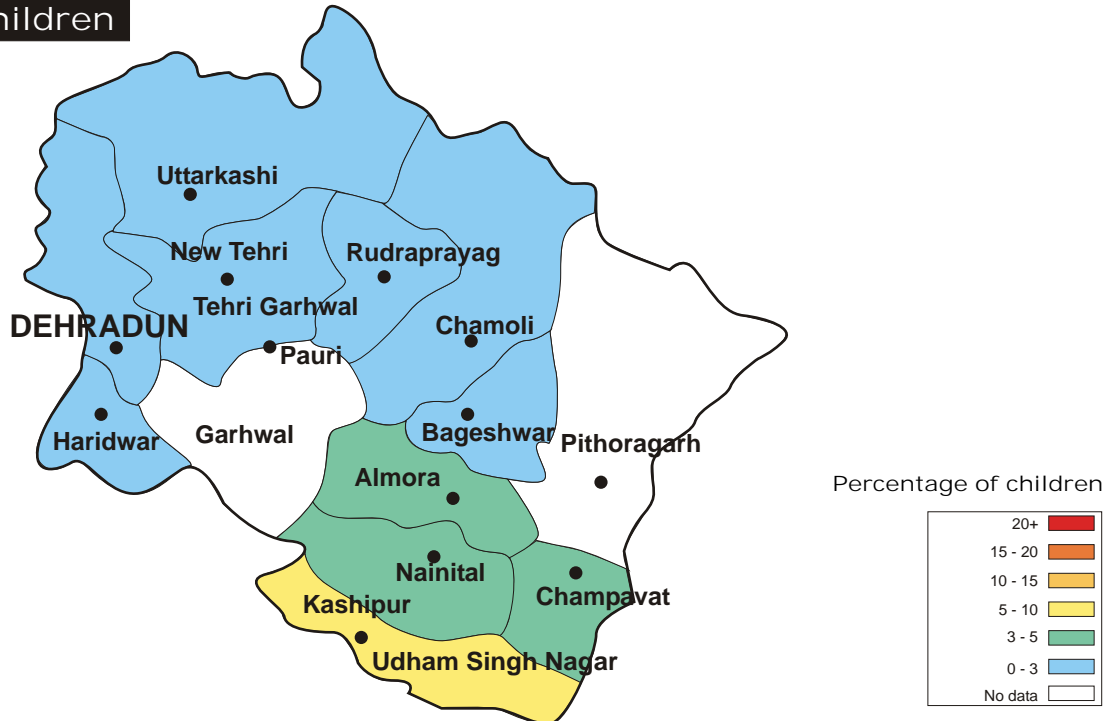 hildren
Uttarkashi
New Tehri
Rudraprayag
Tehri Garhwal
DEHRADUN
Chamoli
Pauri
Haridwar
Garhwal
Bageshwar
Pithoragarh
Almora
Nainital
Champavat
Kashipur
Udham Singh Nagar
Percentage of children
20+
15 - 20
10 - 15
5 - 10
3 - 5
0 - 3
No data